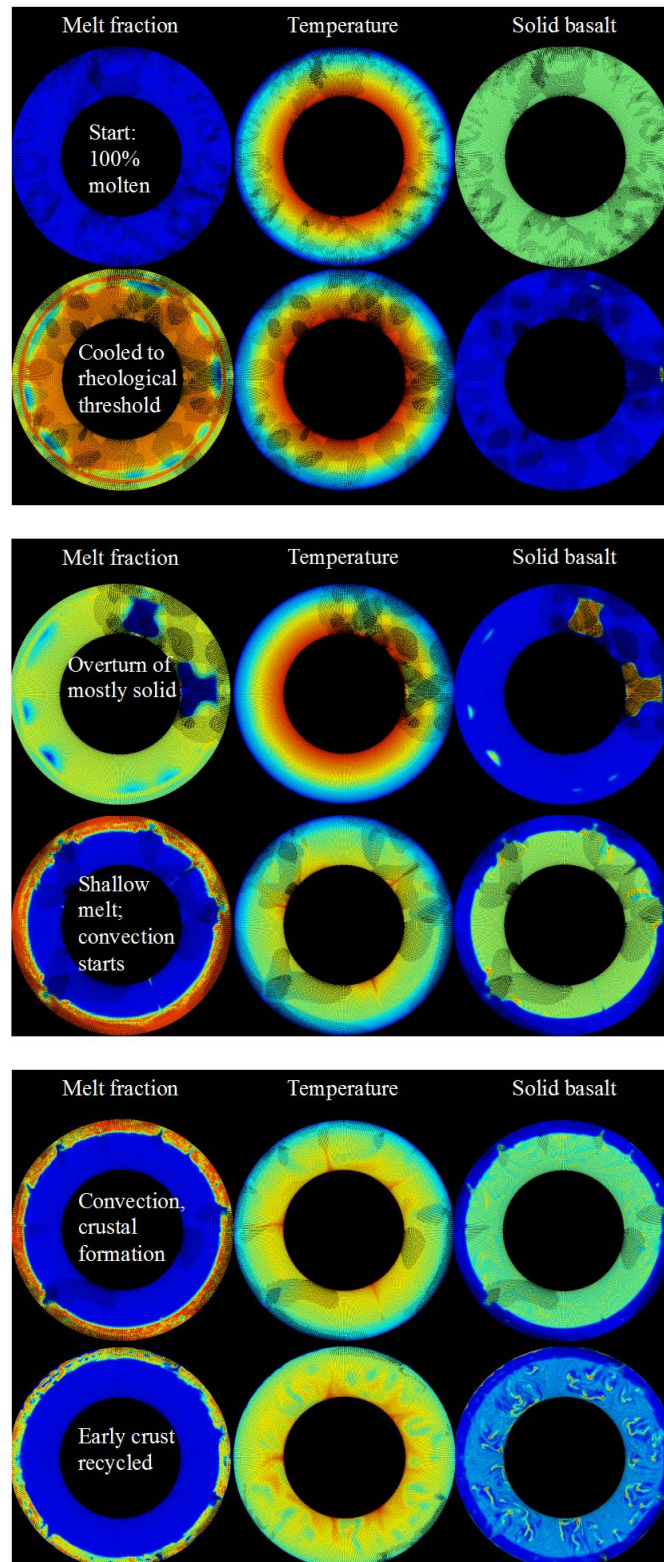 Melt fraction Temperature Solid basalt
Start:
100%
molten
Cooled to
rheological
threshold
Melt fraction Temperature Solid basalt
Overturn of
mostly solid
Shallow
melt;
convection
starts
Melt fraction Temperature Solid basalt
Convection,
crustal
formation
Early crust
recycled